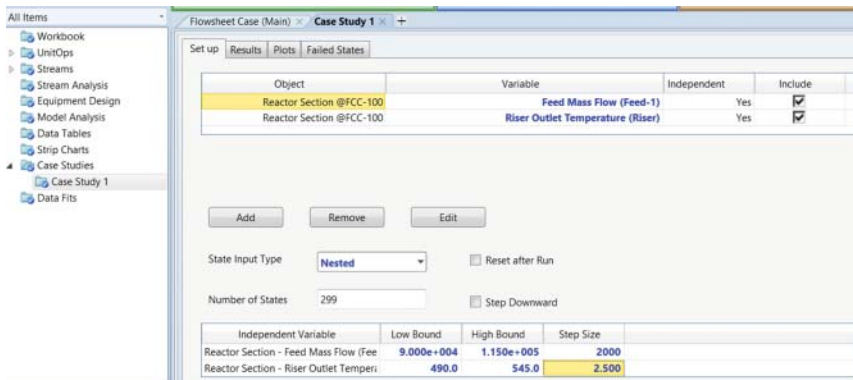 All Items
Workbook
UnitOps
Streams
Stream Analysis
Equipment Design
Model Analysis
Data Tables
Strip Charts
Case Studies
Case Study 1
Data Fits
Flowsheet Case (Main) × Case Study 1 × +
Set up Results Plots Failed States
Object Variable Independent Include
Reactor Section @FCC-100 Feed Mass Flow (Feed-1) Yes
Reactor Section @FCC-100 Riser Outlet Temperature (Riser) Yes
Add Remove Edit
State Input Type Nested Reset after Run
Number of States 299 Step Downward
Independent Variable Low Bound High Bound Step Size
Reactor Section - Feed Mass Flow (Fee 9.000e+004 1.150e+005 2000
Reactor Section - Riser Outlet Tempera 490.0 545.0 2.500